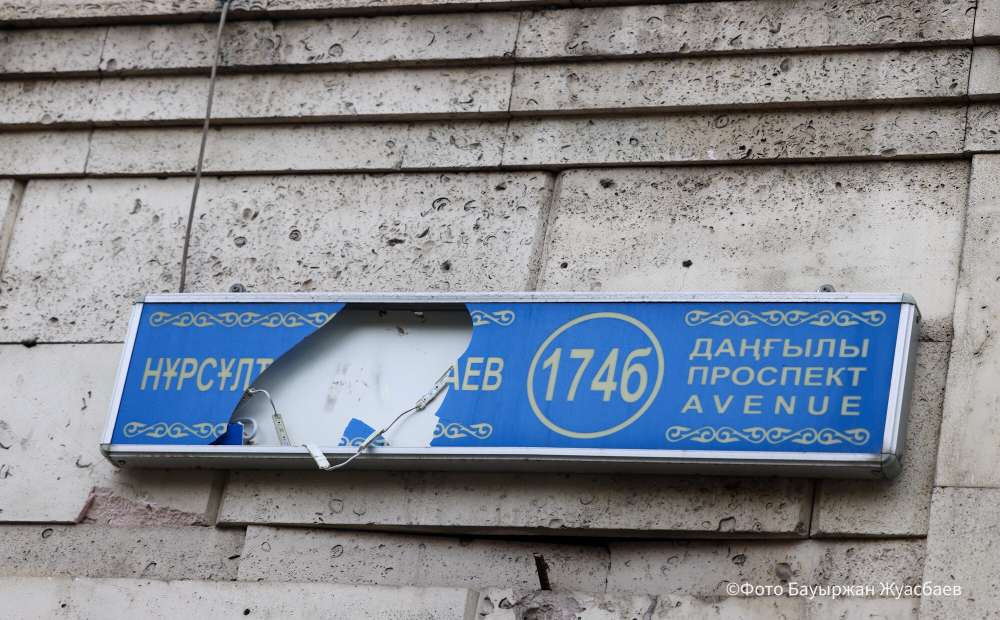 НҰРСҰЛТ АЕВ
174б
ДАҢҒЫЛЫ
ПРОСПЕКТ
AVENUE
©Фото Бауыржан Жуасбаев